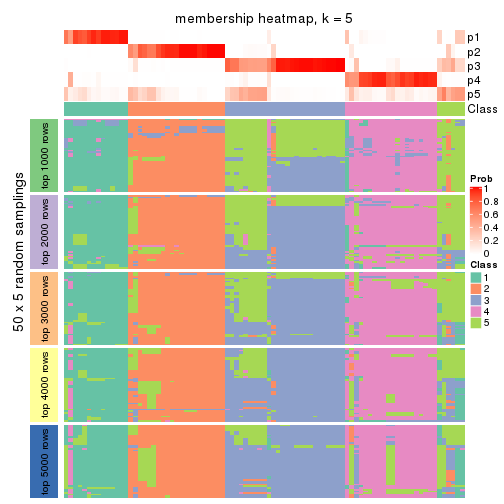 membership heatmap, k = 5
p1
p2
p3
p4
p5
Class
50 x 5 random samplings
top 1000 rows
top 2000 rows
top 3000 rows
top 4000 rows
top 5000 rows
Prob
1
0.8
0.6
0.4
0.2
0
Class
1
2
3
4
5